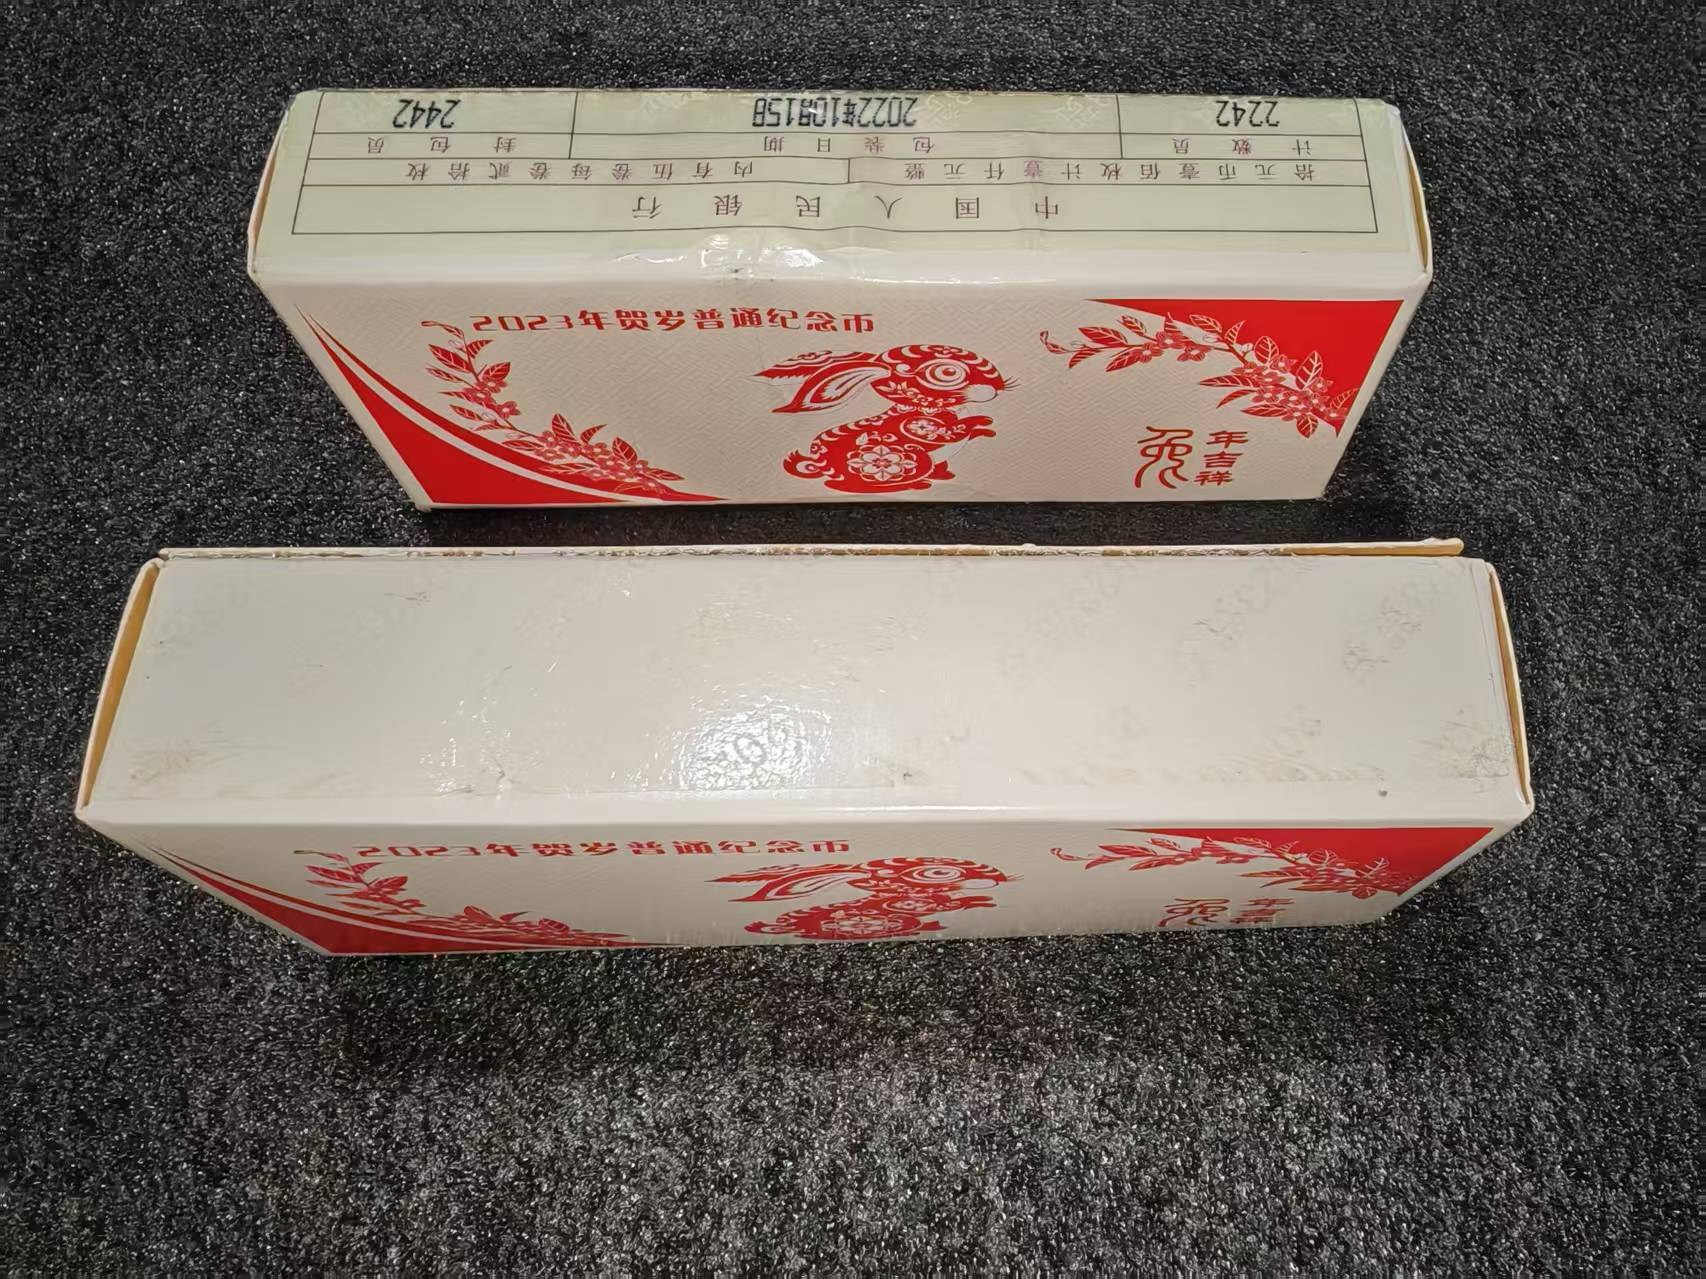 中国人民银行
拾元币壹佰枚计壹仟元整 内有伍卷每卷贰拾枚
计数员 包装日期 封包员
2242 2022年10月15日 2442
2023年贺岁普通纪念币
兔年吉祥
2023年贺岁普通纪念币
兔年吉祥